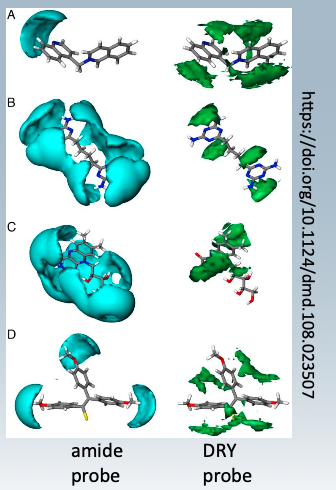 A
B
C
D
https://doi.org/10.1124/dmd.108.023507
amide
probe
DRY
probe